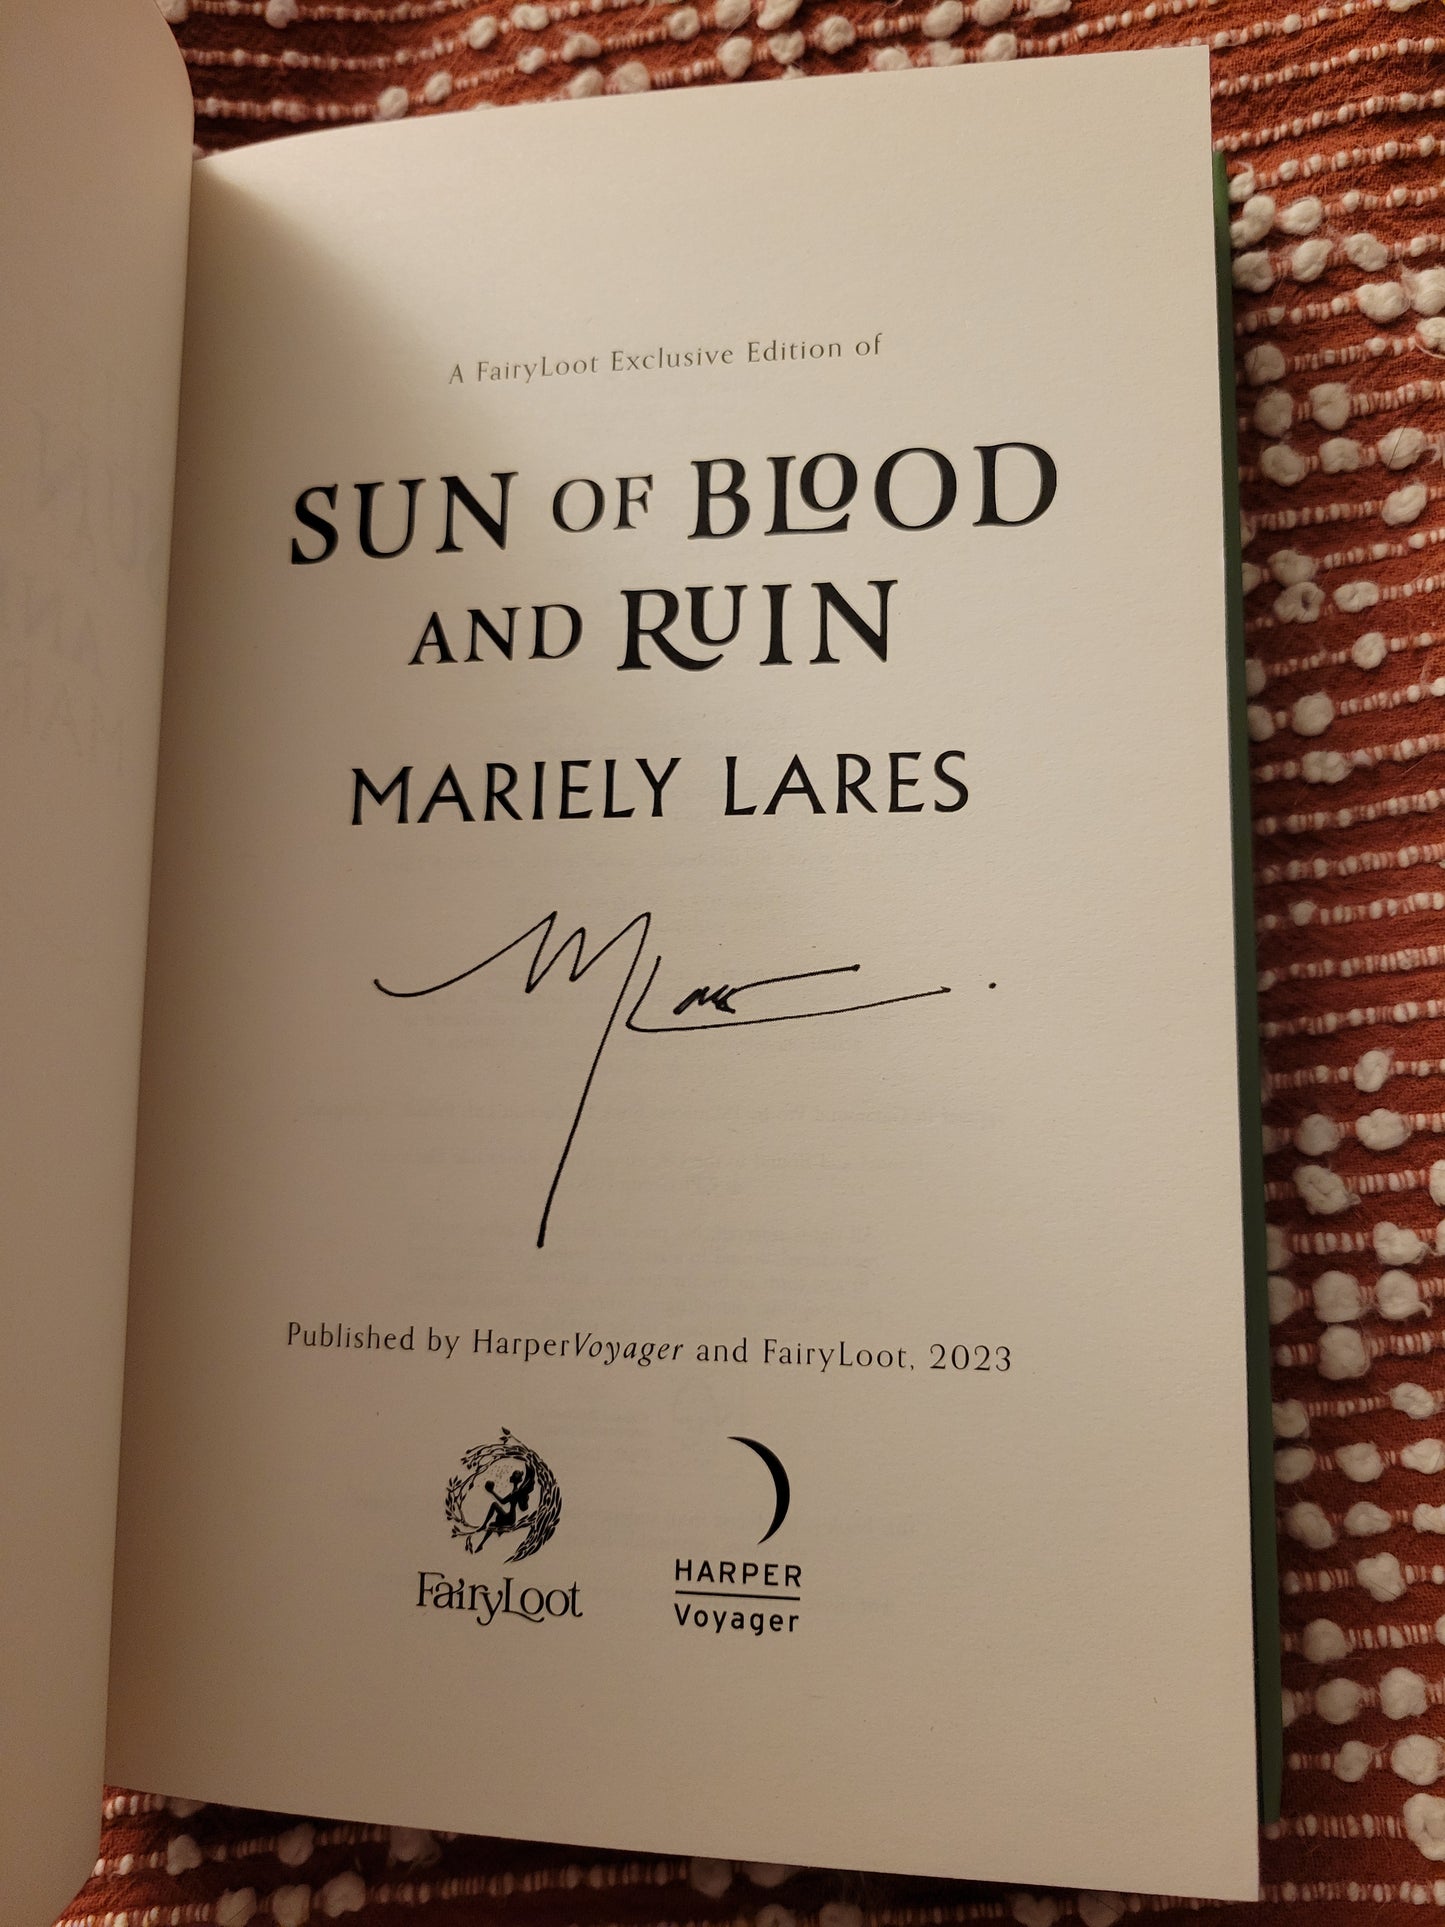 A FairyLoot Exclusive Edition of
SUN OF BLOOD
AND RUIN
MARIELY LARES
Published by HarperVoyager and FairyLoot, 2023
FairyLoot
HARPER
Voyager